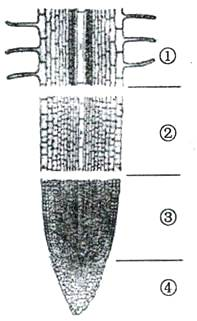 ①
②
③
④